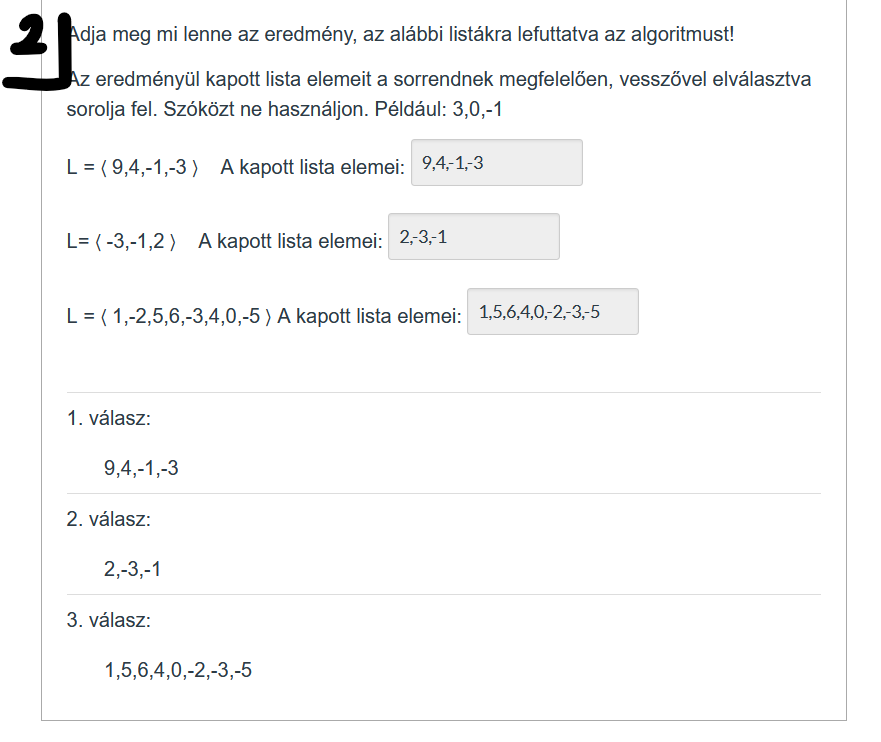 2
Adja meg mi lenne az eredmény, az alábbi listákra lefuttatva az algoritmust!
Az eredményül kapott lista elemeit a sorrendnek megfelelően, vesszővel elválasztva
sorolja fel. Szóközt ne használjon. Például: 3,0,-1
L = ⟨ 9,4,-1,-3 ⟩ A kapott lista elemei: 9,4,-1,-3
L= ⟨ -3,-1,2 ⟩ A kapott lista elemei: 2,-3,-1
L = ⟨ 1,-2,5,6,-3,4,0,-5 ⟩ A kapott lista elemei: 1,5,6,4,0,-2,-3,-5
1. válasz:
9,4,-1,-3
2. válasz:
2,-3,-1
3. válasz:
1,5,6,4,0,-2,-3,-5